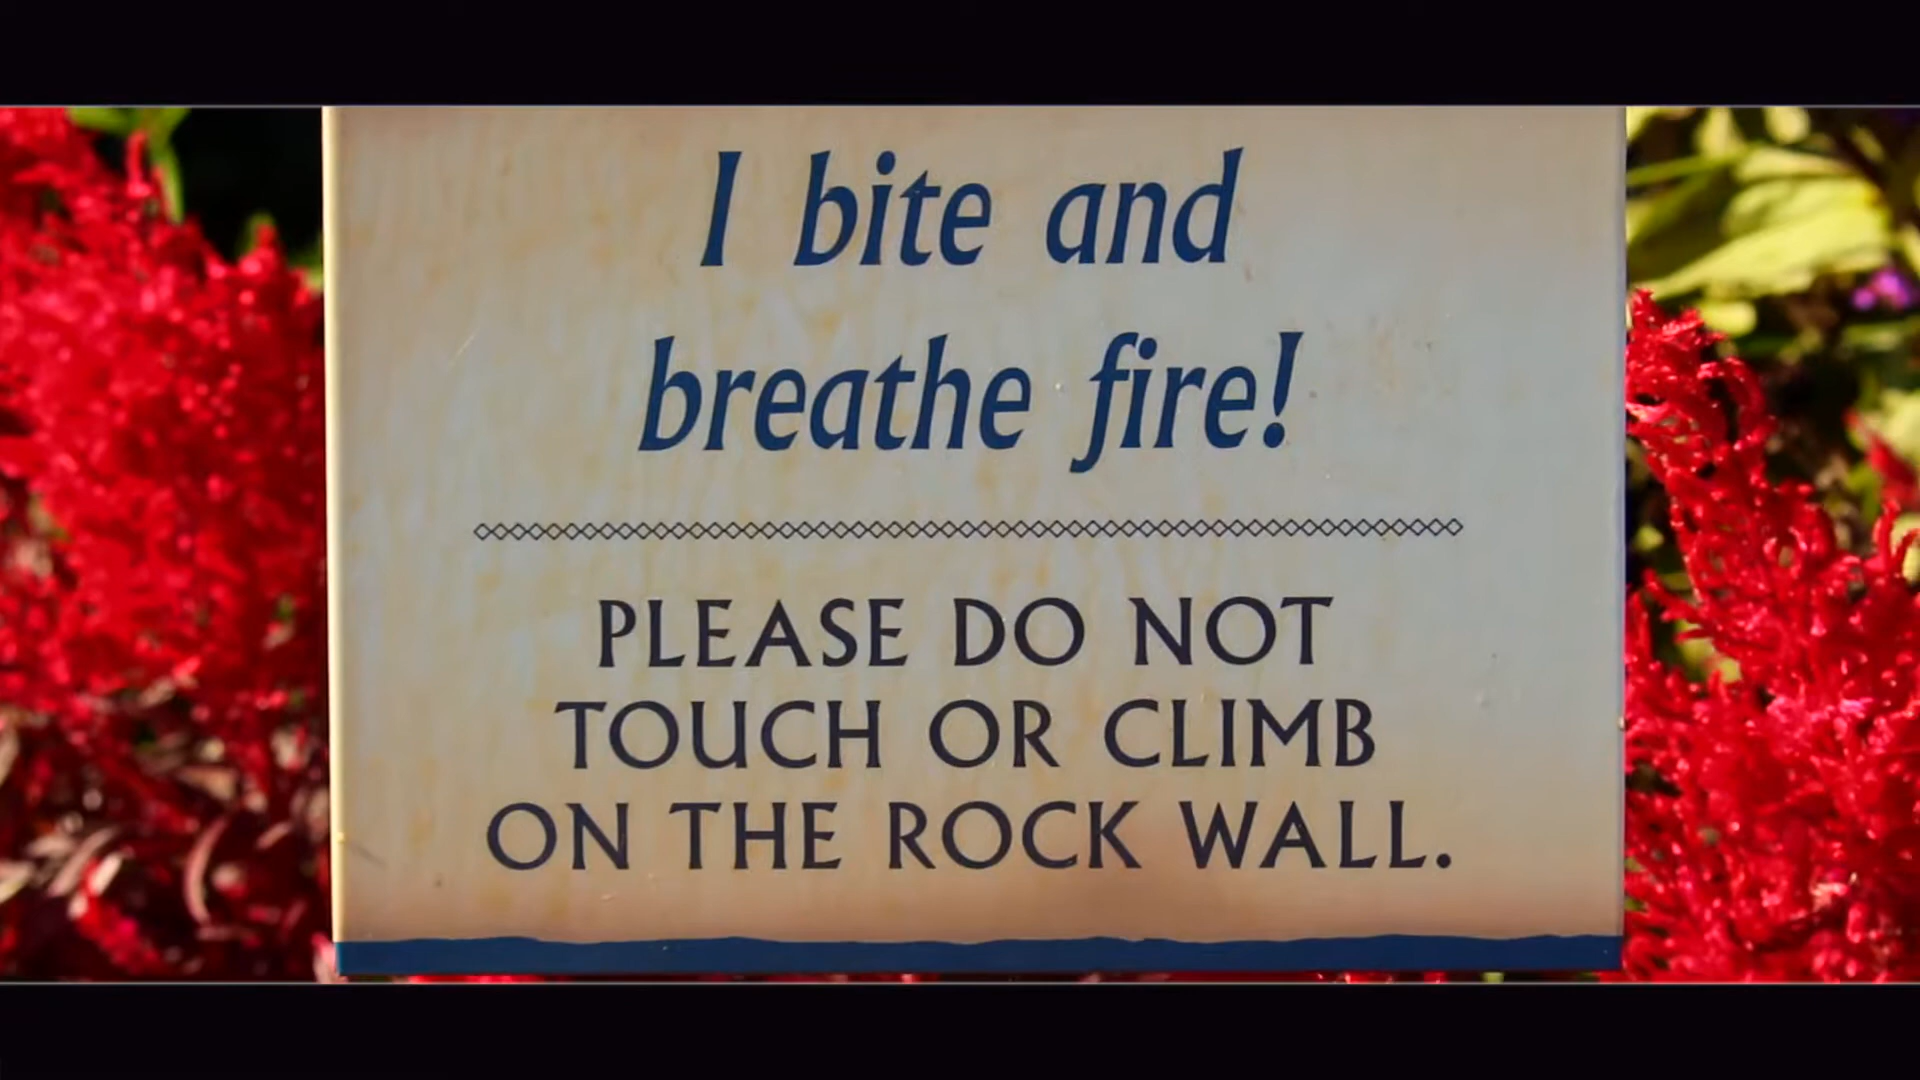 I bite and
breathe fire!
PLEASE DO NOT
TOUCH OR CLIMB
ON THE ROCK WALL.